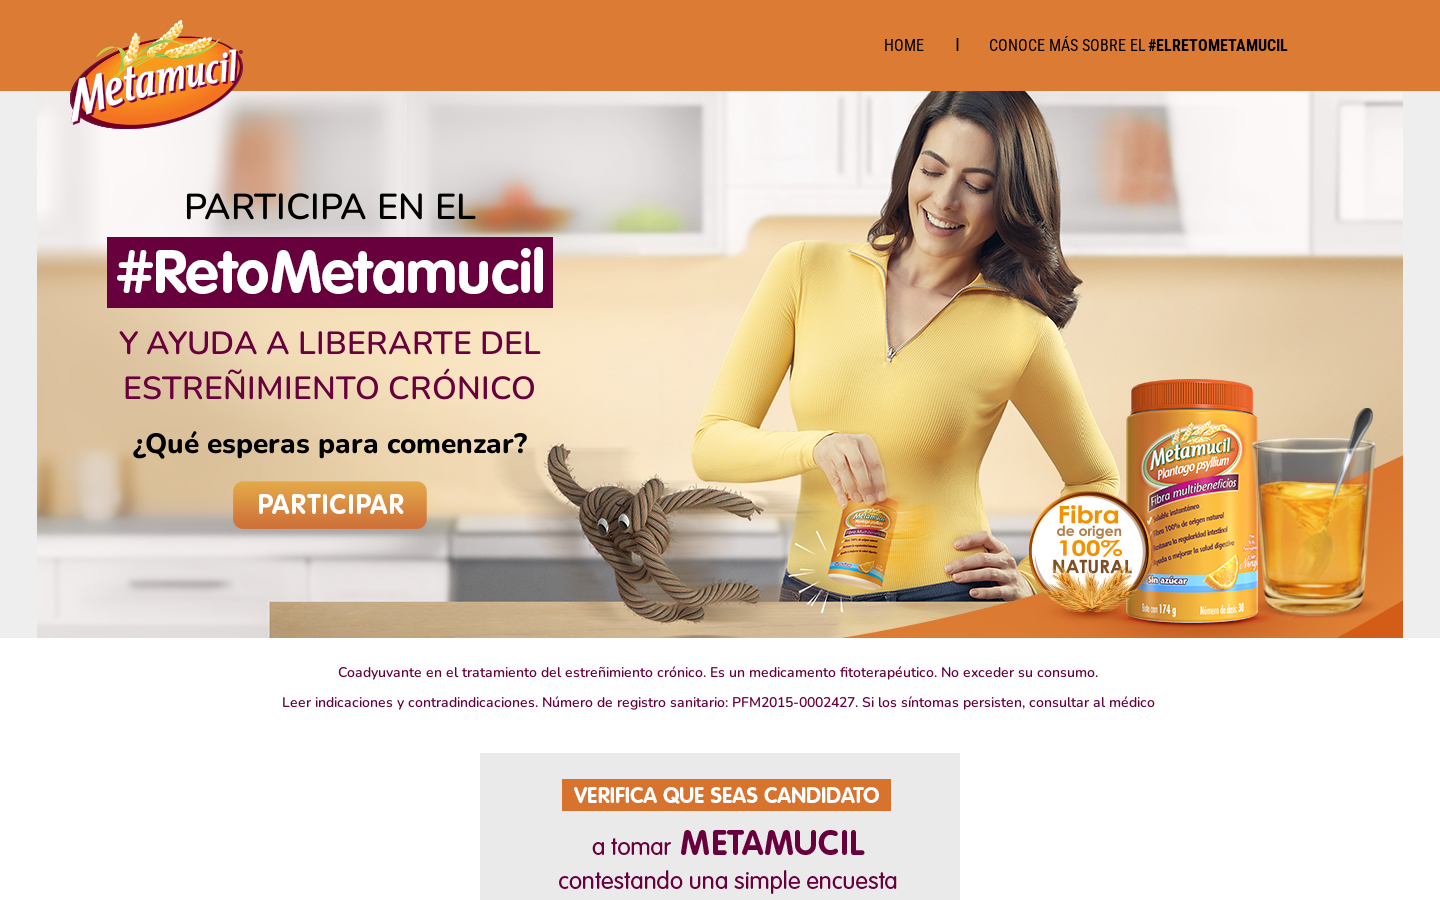 Metamucil
HOME
I
CONOCE MÁS SOBRE EL #ELRETOMETAMUCIL
PARTICIPA EN EL
#RetoMetamucil
Y AYUDA A LIBERARTE DEL
ESTREÑIMIENTO CRÓNICO
¿Qué esperas para comenzar?
PARTICIPAR
Metamucil
Fibra
de origen
100%
NATURAL
Metamucil
Plantago psyllium
Fibra multibeneficios
Soluble instantáneo
Fibra 100% de origen natural
Restaura la regularidad intestinal
Ayuda a mejorar la salud digestiva
Sin azúcar
Bote con 174 g
Número de dosis: 30
Coadyuvante en el tratamiento del estreñimiento crónico. Es un medicamento fitoterapéutico. No exceder su consumo.
Leer indicaciones y contradindicaciones. Número de registro sanitario: PFM2015-0002427. Si los síntomas persisten, consultar al médico
VERIFICA QUE SEAS CANDIDATO
a tomar METAMUCIL
contestando una simple encuesta